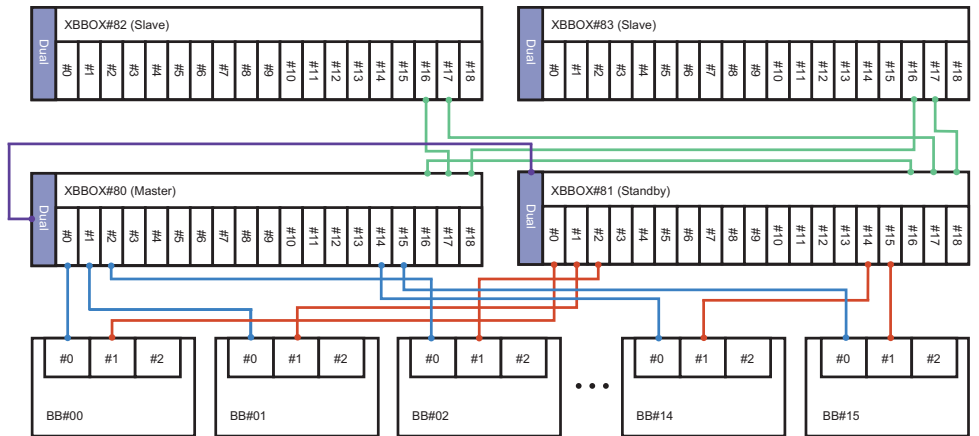 XBBOX#82 (Slave)
Dual
#0 #1 #2 #3 #4 #5 #6 #7 #8 #9 #10 #11 #12 #13 #14 #15 #16 #17 #18
XBBOX#83 (Slave)
Dual
#0 #1 #2 #3 #4 #5 #6 #7 #8 #9 #10 #11 #12 #13 #14 #15 #16 #17 #18
XBBOX#80 (Master)
Dual
#0 #1 #2 #3 #4 #5 #6 #7 #8 #9 #10 #11 #12 #13 #14 #15 #16 #17 #18
XBBOX#81 (Standby)
Dual
#0 #1 #2 #3 #4 #5 #6 #7 #8 #9 #10 #11 #12 #13 #14 #15 #16 #17 #18
#0 #1 #2
BB#00
#0 #1 #2
BB#01
#0 #1 #2
BB#02
• • •
#0 #1 #2
BB#14
#0 #1 #2
BB#15